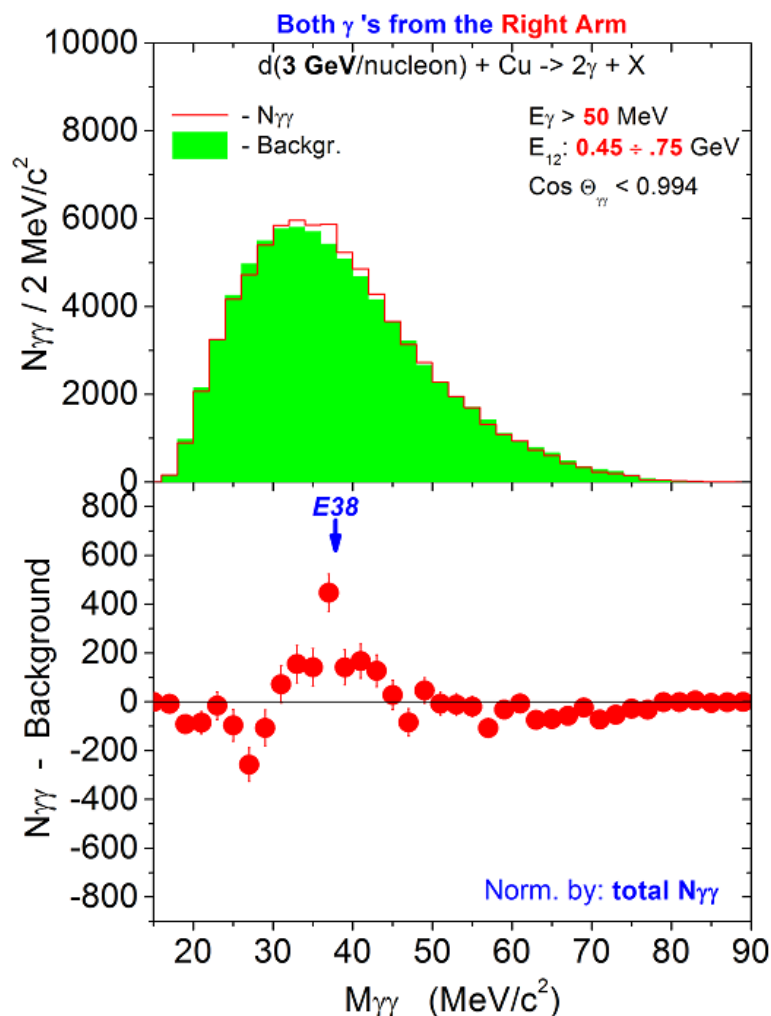 Both γ 's from the Right Arm
d(3 GeV/nucleon) + Cu -> 2γ + X
- Nγγ
- Backgr.
Eγ > 50 MeV
E₁₂: 0.45 ÷ .75 GeV
Cos Θγγ < 0.994
Nγγ / 2 MeV/c²
10000
8000
6000
4000
2000
0
E38
Nγγ - Background
800
600
400
200
0
-200
-400
-600
-800
Norm. by: total Nγγ
20 30 40 50 60 70 80 90
Mγγ (MeV/c²)